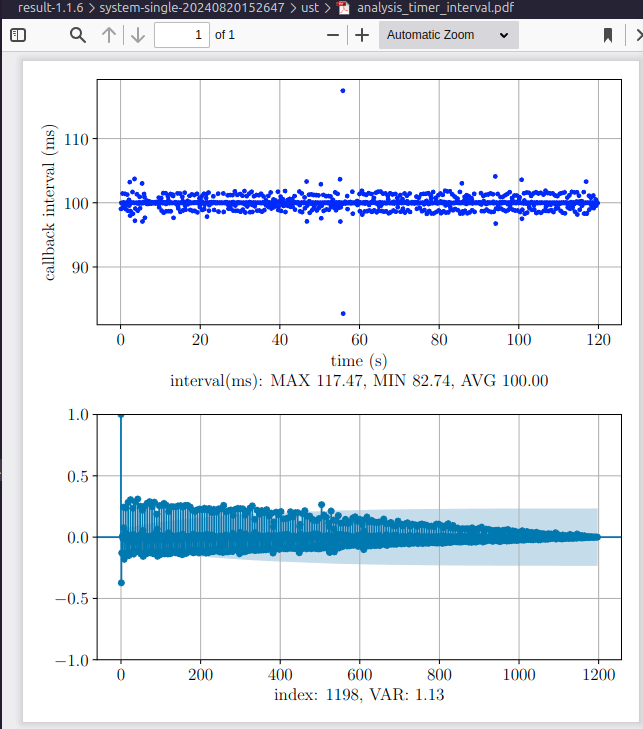 result-1.1.6 > system-single-20240820152647 > ust > analysis_timer_interval.pdf
1 of 1 Automatic Zoom
110
100
90
callback interval (ms)
0 20 40 60 80 100 120
time (s)
interval(ms): MAX 117.47, MIN 82.74, AVG 100.00
1.0
0.5
0.0
−0.5
−1.0
0 200 400 600 800 1000 1200
index: 1198, VAR: 1.13